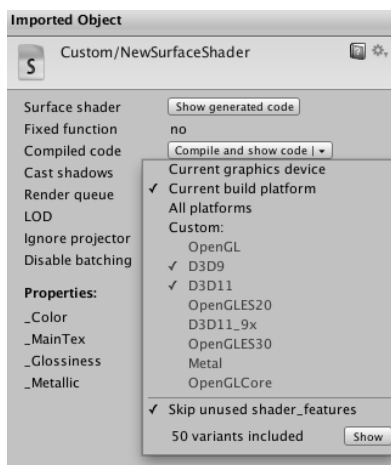 Imported Object
S Custom/NewSurfaceShader
Surface shader Show generated code
Fixed function no
Compiled code Compile and show code
Cast shadows Current graphics device
Render queue ✓ Current build platform
LOD All platforms
Ignore projector Custom:
Disable batching OpenGL
✓ D3D9
Properties: ✓ D3D11
_Color OpenGLES20
_MainTex D3D11_9x
_Glossiness OpenGLES30
_Metallic Metal
OpenGLCore
✓ Skip unused shader_features
50 variants included Show